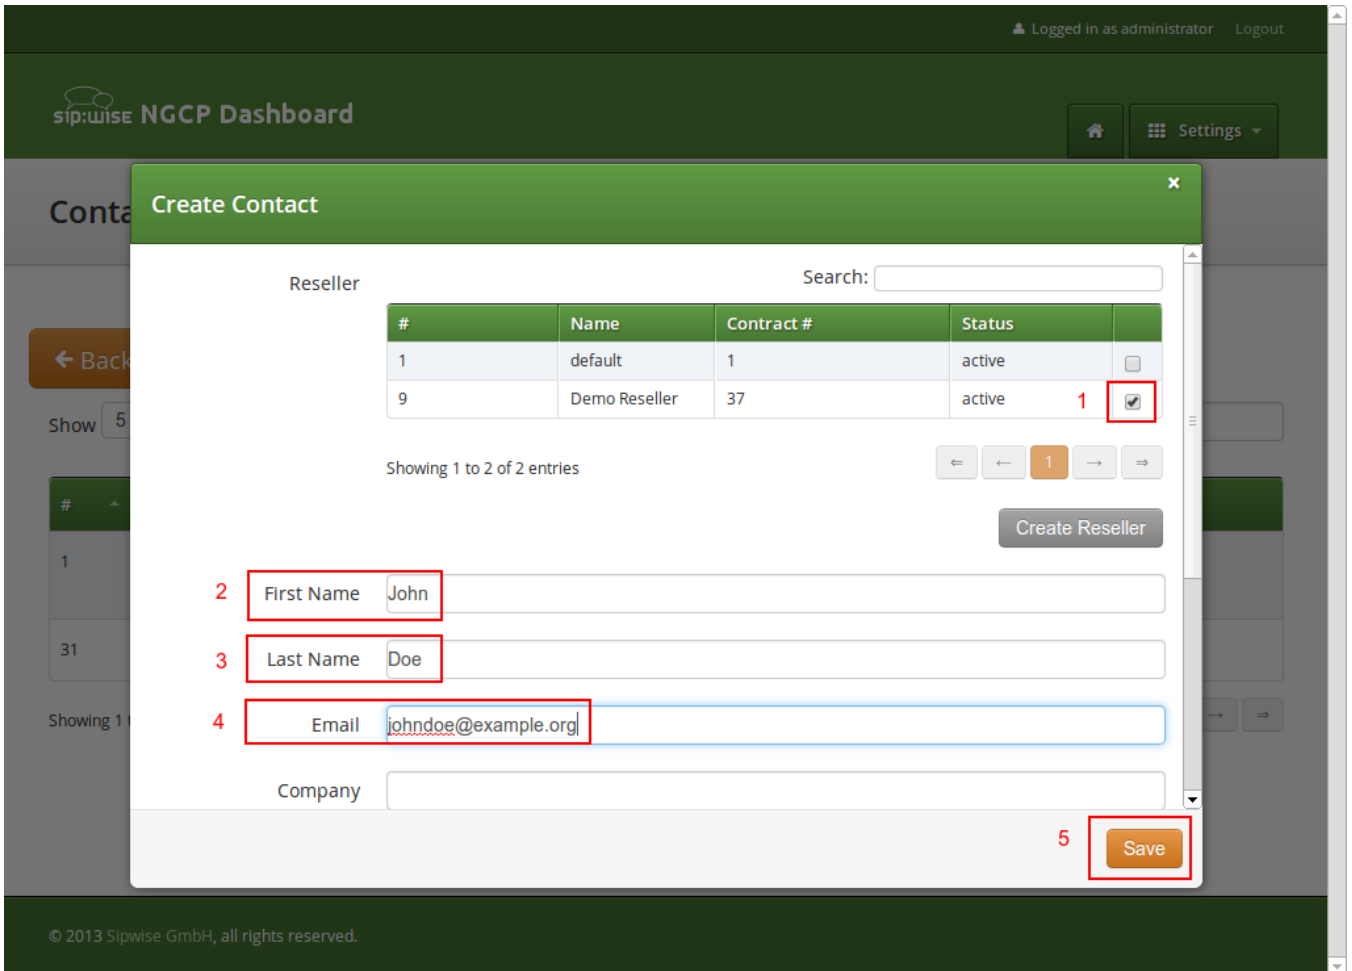 Logged in as administrator Logout
sip:wise NGCP Dashboard
Settings
Conta
Create Contact
×
Reseller
Search:
# Name Contract # Status
1 default 1 active
9 Demo Reseller 37 active
1
Showing 1 to 2 of 2 entries
⇐ ← 1 → ⇒
Create Reseller
← Back
Show 5
#
1
31
Showing 1 t
→ ⇒
2 First Name John
3 Last Name Doe
4 Email johndoe@example.org
Company
5 Save
© 2013 Sipwise GmbH, all rights reserved.